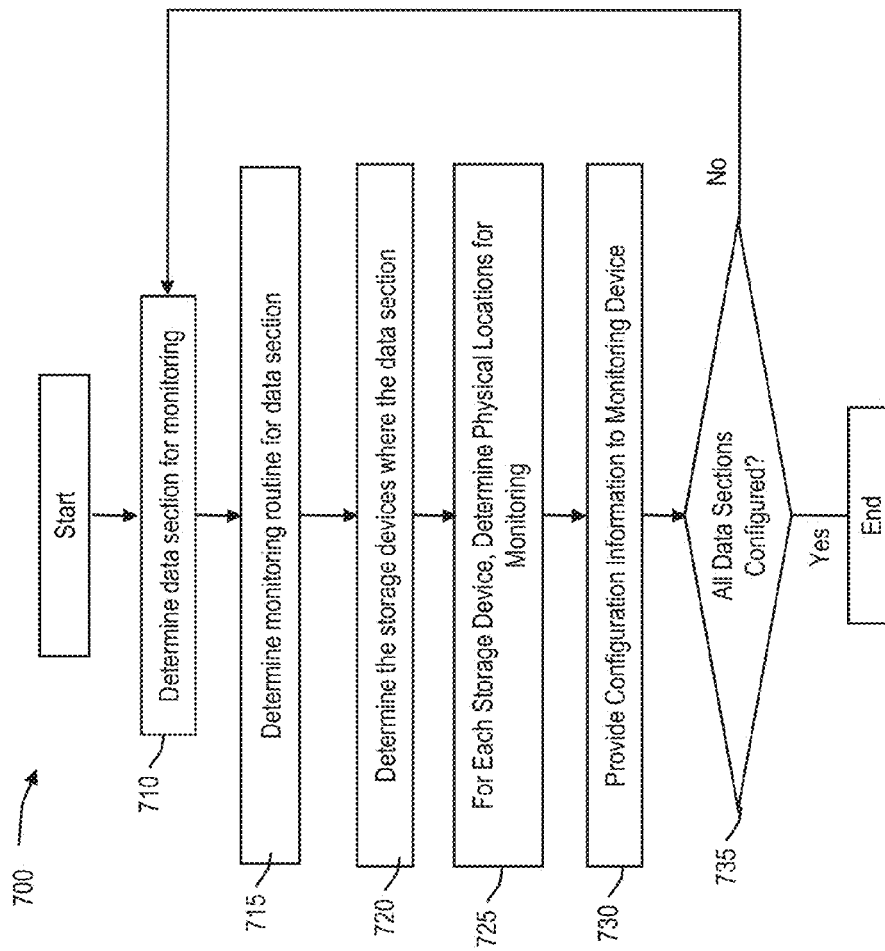 700
Start
710
Determine data section for monitoring
715
Determine monitoring routine for data section
720
Determine the storage devices where the data section
725
For Each Storage Device, Determine Physical Locations for
Monitoring
730
Provide Configuration Information to Monitoring Device
735
All Data Sections
Configured?
No
Yes
End